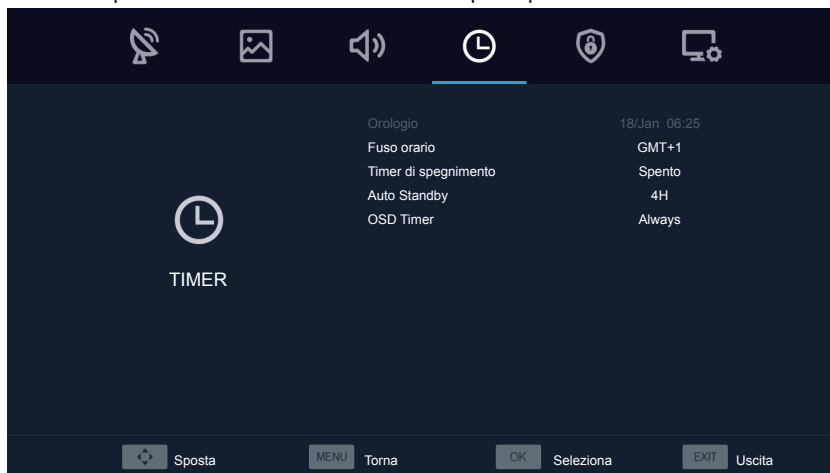 Orologio 18/Jan 06:25
Fuso orario GMT+1
Timer di spegnimento Spento
Auto Standby 4H
OSD Timer Always
TIMER
Sposta MENU Torna OK Seleziona EXIT Uscita